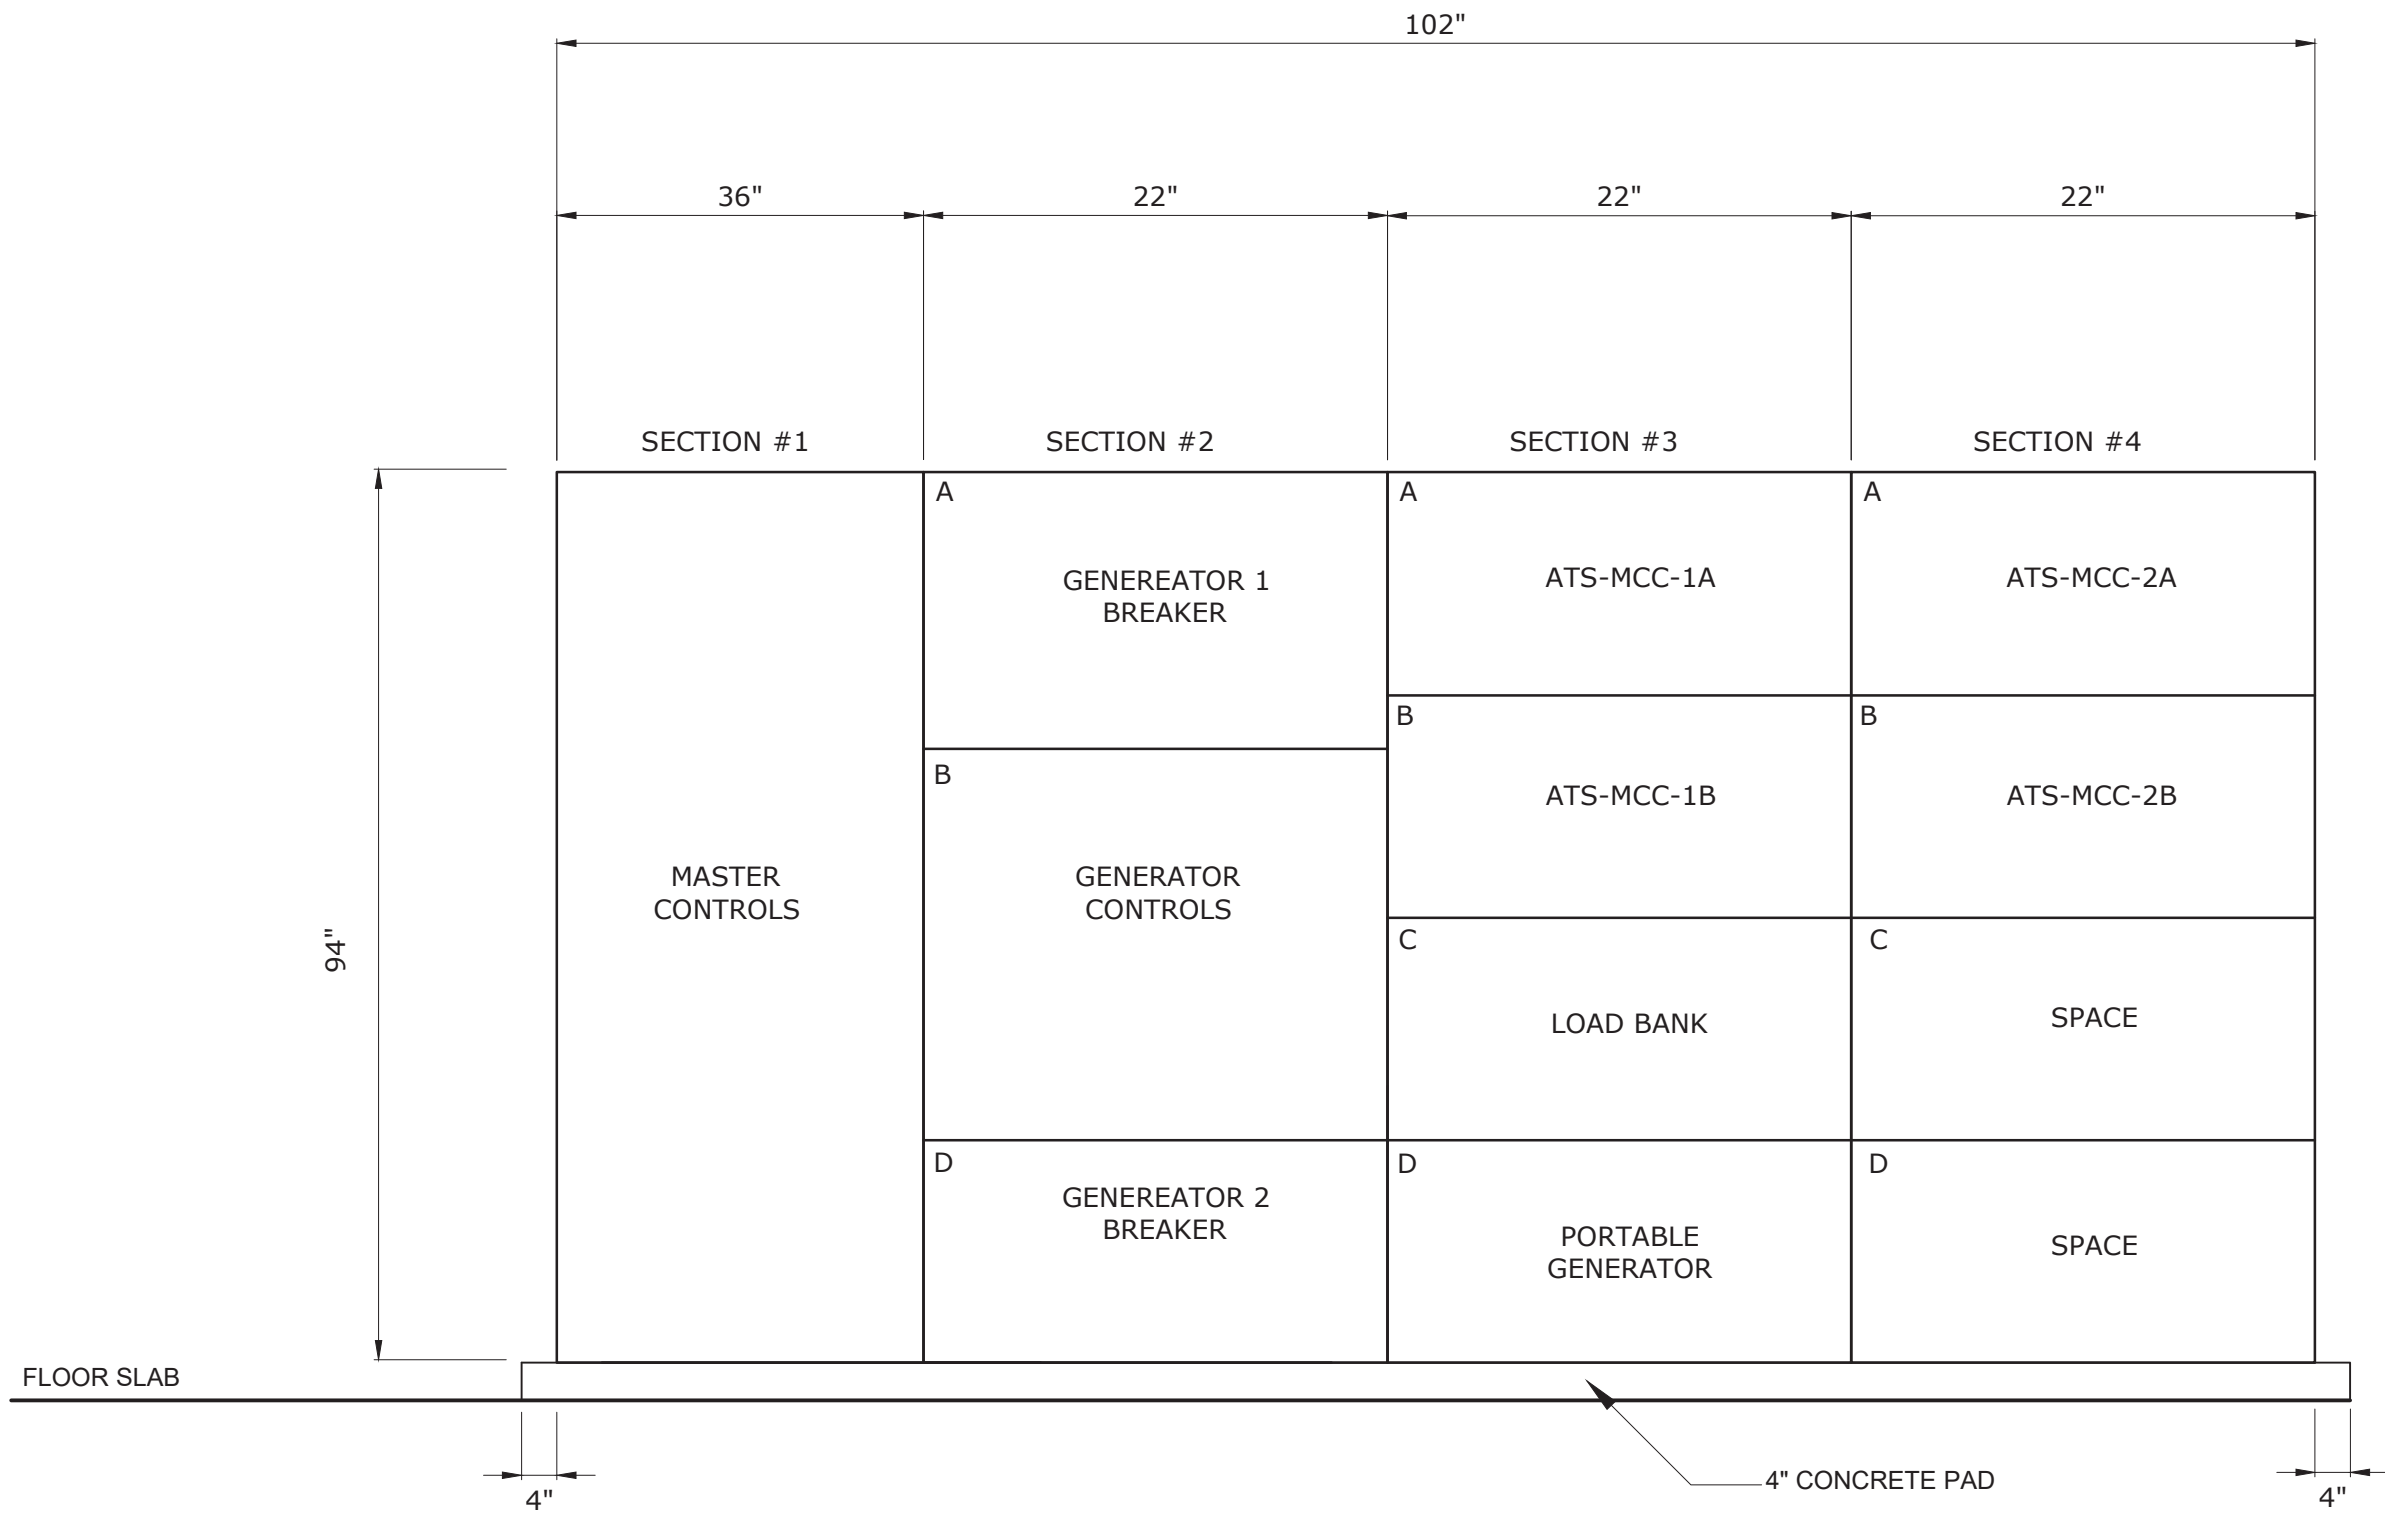 102"
36"
22"
22"
22"
SECTION #1
SECTION #2
SECTION #3
SECTION #4
94"
MASTER
CONTROLS
A
GENEREATOR 1
BREAKER
B
GENERATOR
CONTROLS
D
GENEREATOR 2
BREAKER
A
ATS-MCC-1A
B
ATS-MCC-1B
C
LOAD BANK
D
PORTABLE
GENERATOR
A
ATS-MCC-2A
B
ATS-MCC-2B
C
SPACE
D
SPACE
FLOOR SLAB
4"
4" CONCRETE PAD
4"